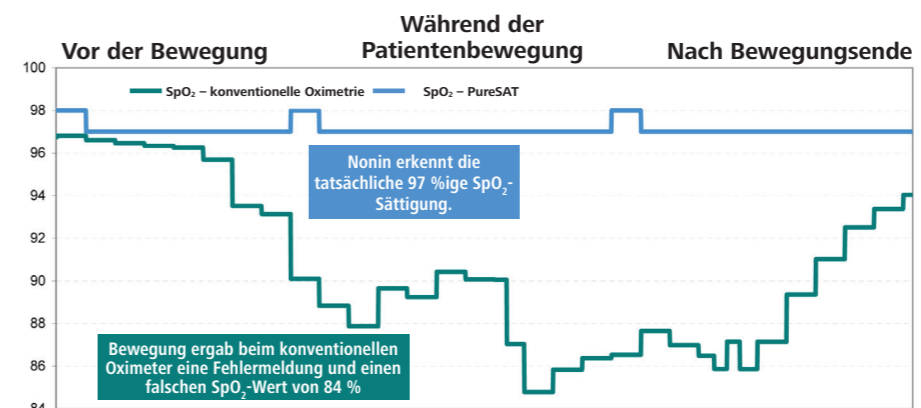 Vor der Bewegung
Während der
Patientenbewegung
Nach Bewegungsende
100
SpO₂ – konventionelle Oximetrie
SpO₂ – PureSAT
98
96
Nonin erkennt die
tatsächliche 97 %ige SpO₂-
Sättigung.
94
92
90
88
Bewegung ergab beim konventionellen
Oximeter eine Fehlermeldung und einen
falschen SpO₂-Wert von 84 %
86
84